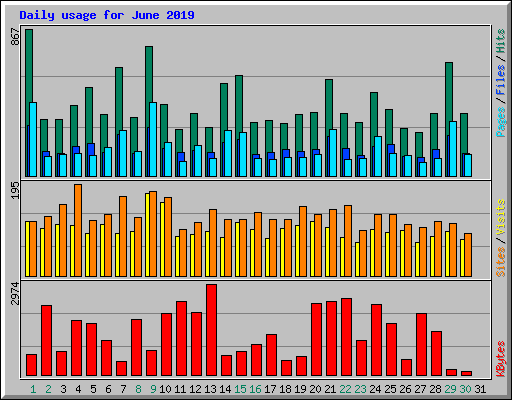 Daily usage for June 2019
867
Pages / Files / Hits
195
Sites / Visits
2974
KBytes
1 2 3 4 5 6 7 8 9 10 11 12 13 14 15 16 17 18 19 20 21 22 23 24 25 26 27 28 29 30 31